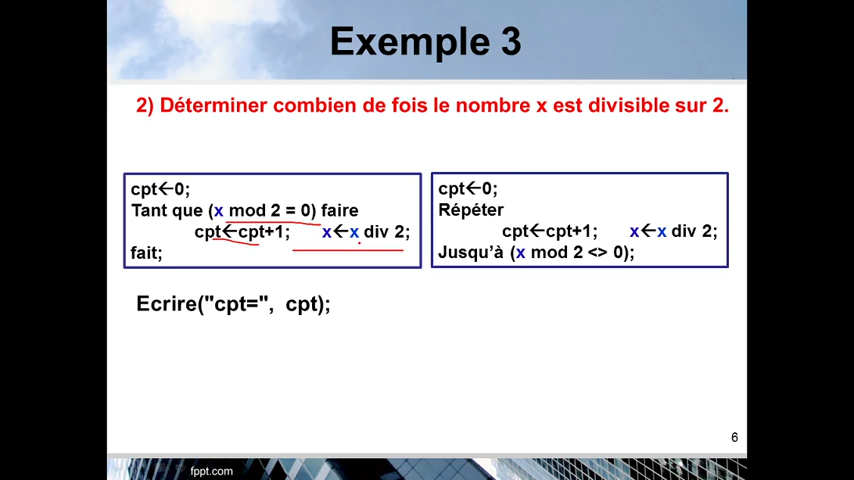 Exemple 3
2) Déterminer combien de fois le nombre x est divisible sur 2.
cpt←0;
Tant que (x mod 2 = 0) faire
cpt←cpt+1; x←x div 2;
fait;
cpt←0;
Répéter
cpt←cpt+1; x←x div 2;
Jusqu'à (x mod 2 <> 0);
Ecrire("cpt=", cpt);
6
fppt.com